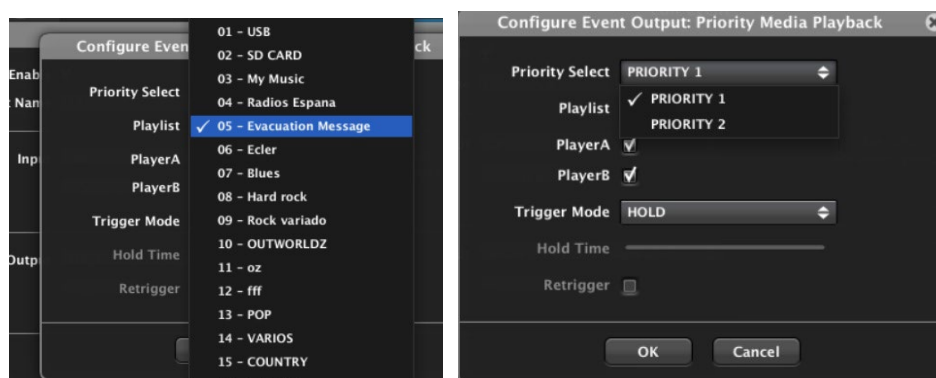 Configure Even
ck
Enab
Nan
Inp
Outp
Priority Select
Playlist
PlayerA
PlayerB
Trigger Mode
Hold Time
Retrigger
01 - USB
02 - SD CARD
03 - My Music
04 - Radios Espana
✓ 05 - Evacuation Message
06 - Ecler
07 - Blues
08 - Hard rock
09 - Rock variado
10 - OUTWORLDZ
11 - oz
12 - fff
13 - POP
14 - VARIOS
15 - COUNTRY
Configure Event Output: Priority Media Playback
Priority Select PRIORITY 1
✓ PRIORITY 1
Playlist
PRIORITY 2
PlayerA
PlayerB
Trigger Mode HOLD
Hold Time
Retrigger
OK Cancel